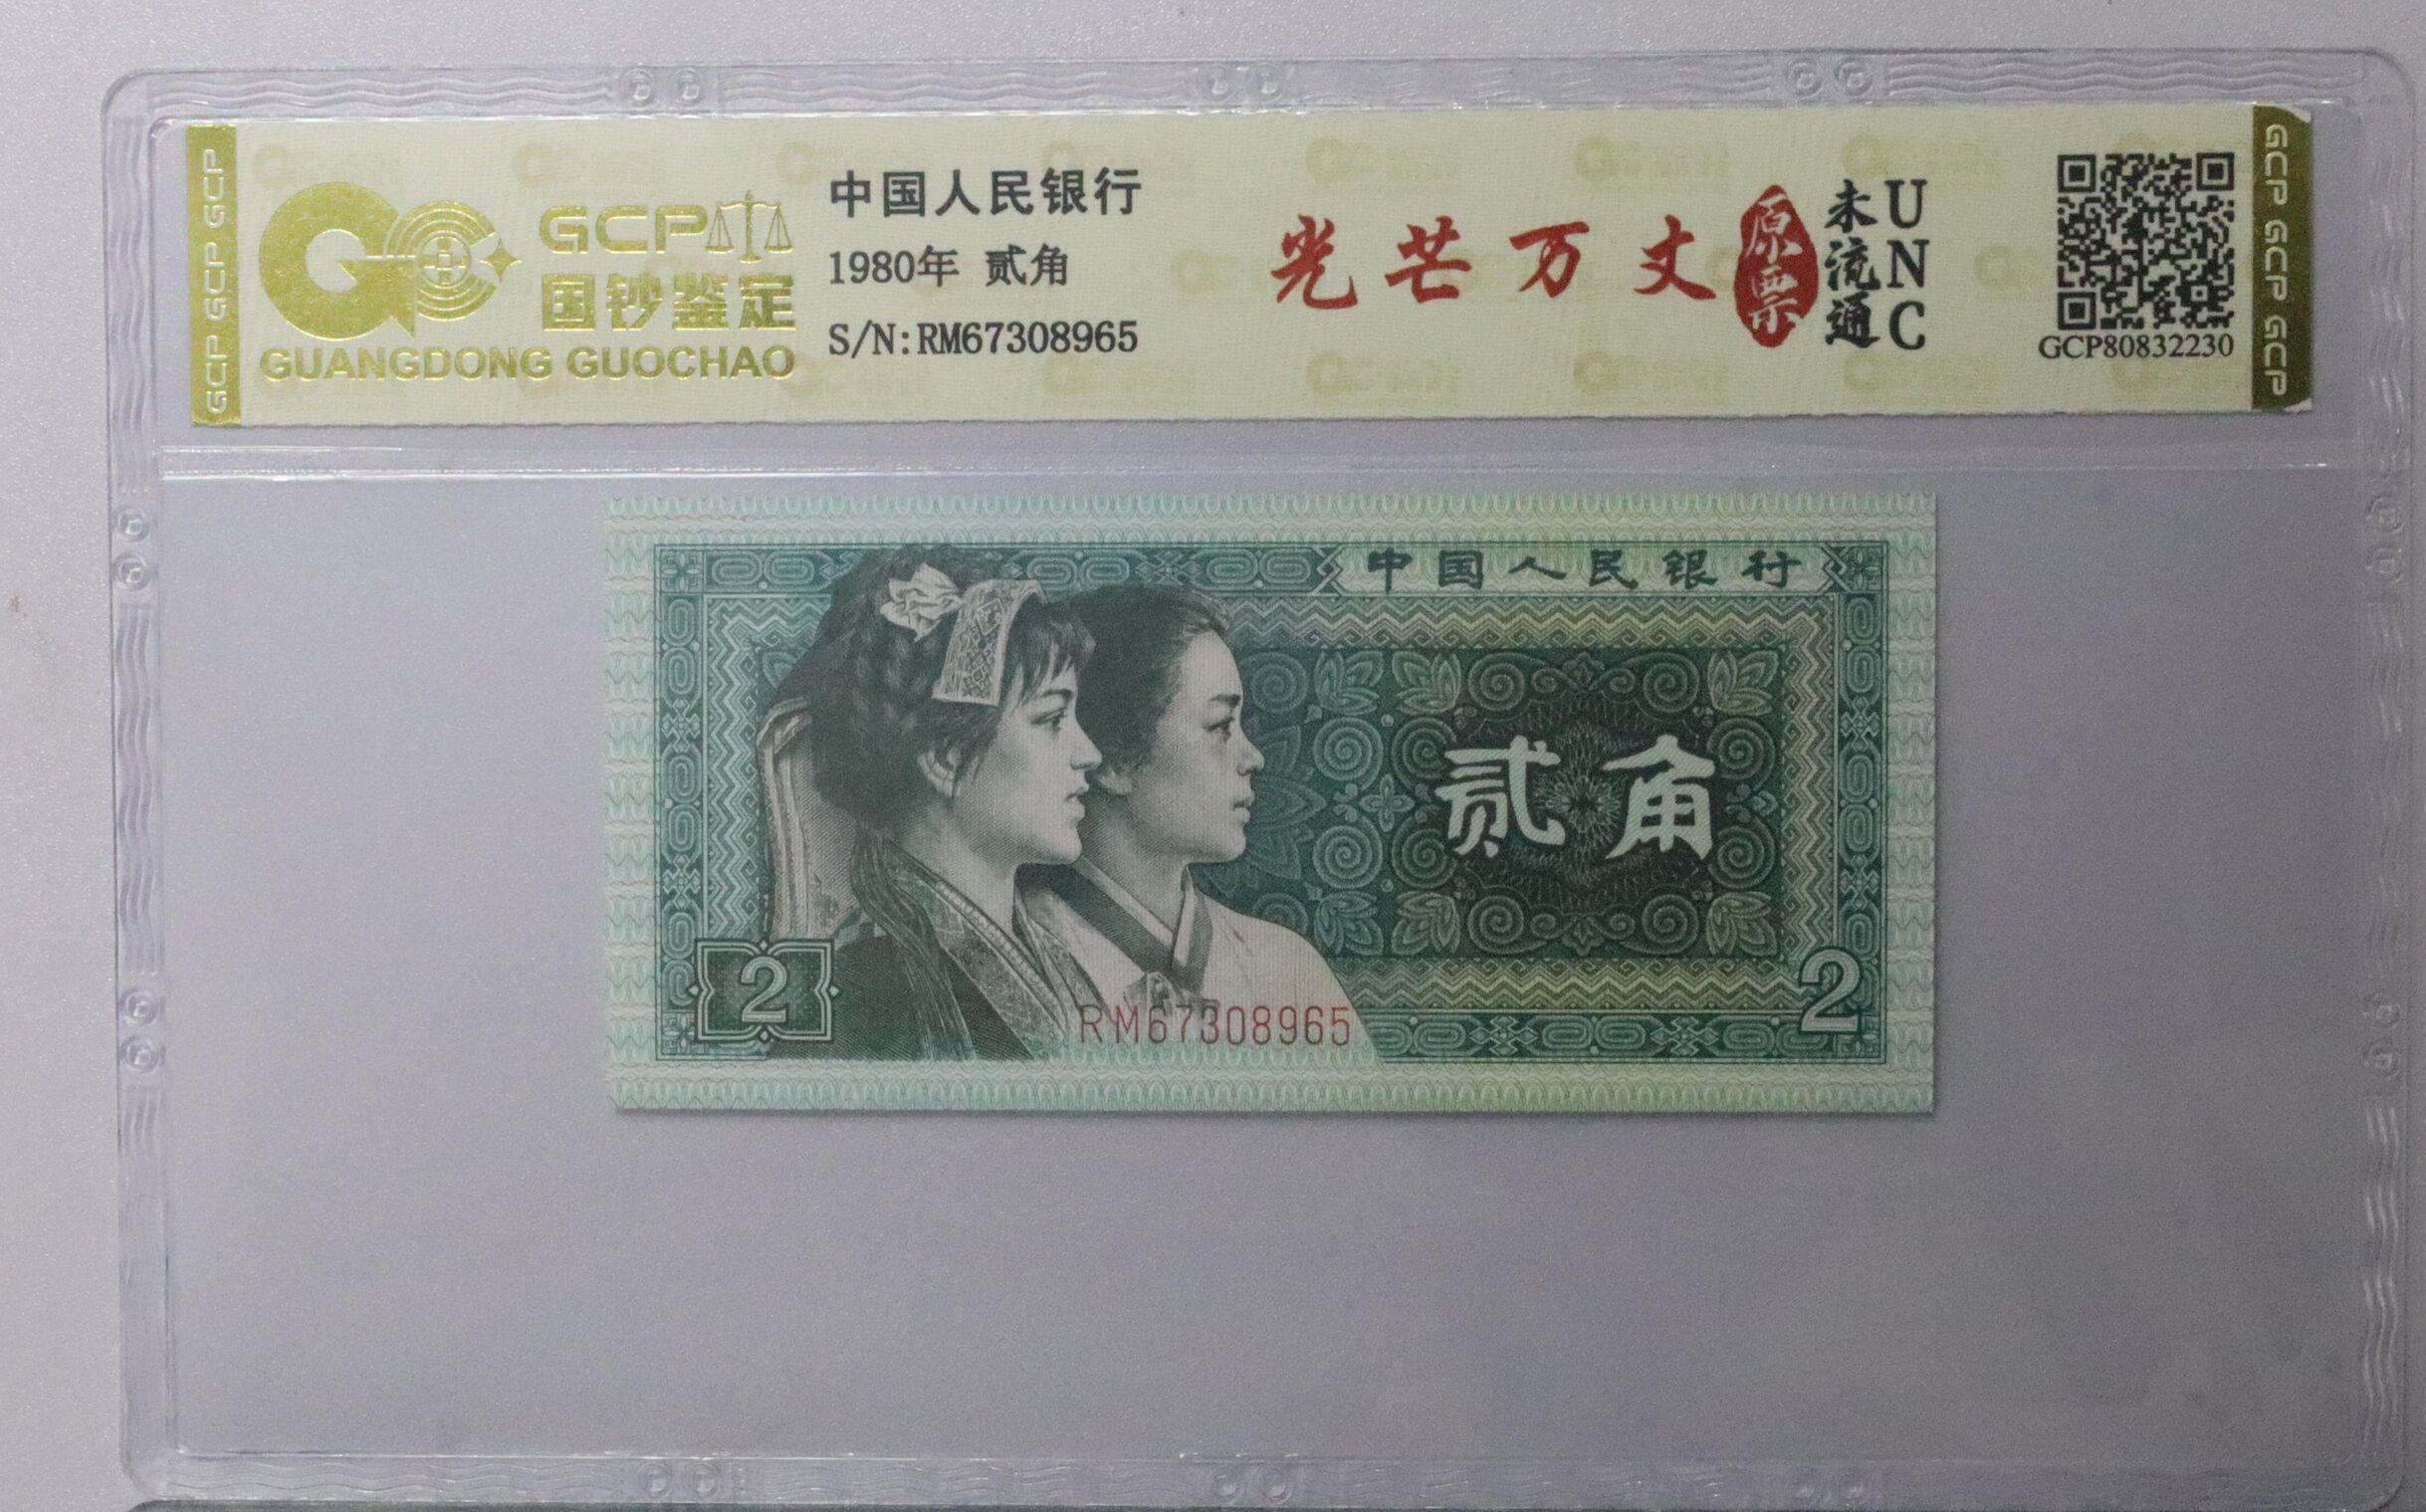 GCP GCP GCP
GCP
国钞鉴定
GUANGDONG GUOCHAO
中国人民银行
1980年 贰角
S/N:RM67308965
光芒万丈
原票
未流通
UNC
GCP80832230
GCP GCP GCP
中国人民银行
贰角
2
2
RM67308965